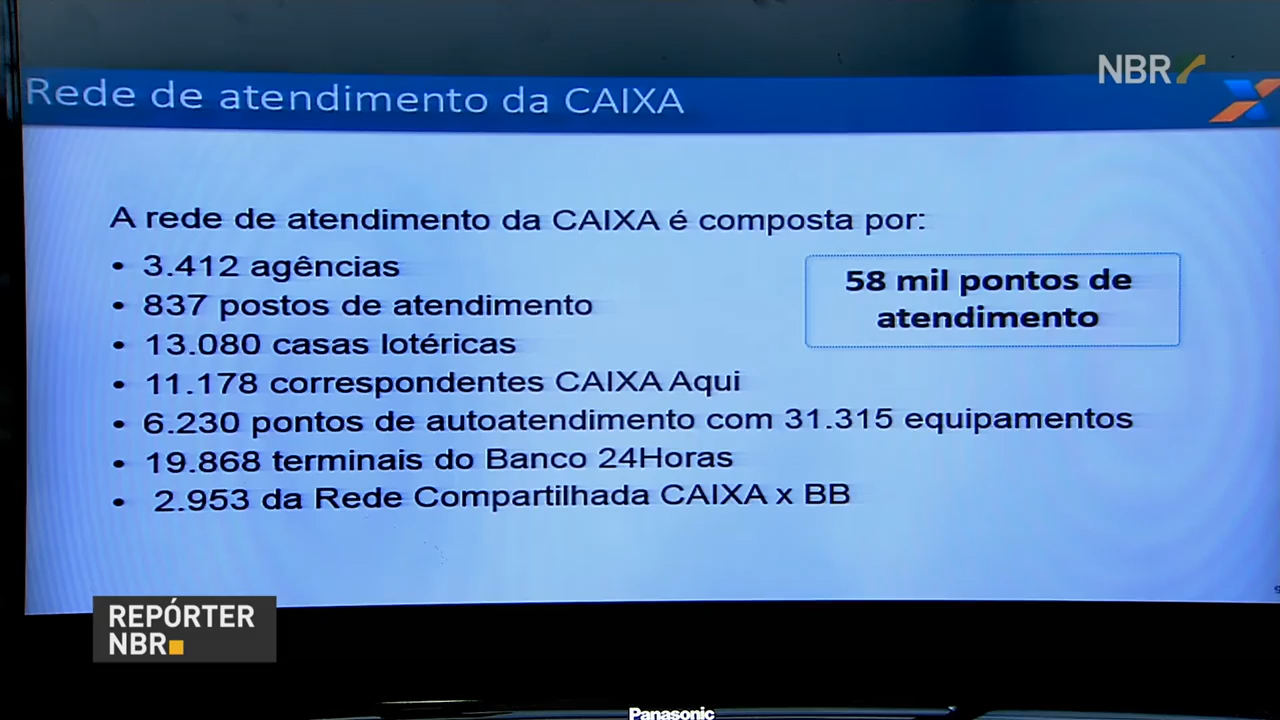 NBR
Rede de atendimento da CAIXA
A rede de atendimento da CAIXA é composta por:
• 3.412 agências
• 837 postos de atendimento
• 13.080 casas lotéricas
• 11.178 correspondentes CAIXA Aqui
• 6.230 pontos de autoatendimento com 31.315 equipamentos
• 19.868 terminais do Banco 24Horas
• 2.953 da Rede Compartilhada CAIXA x BB
58 mil pontos de
atendimento
REPÓRTER
NBR
Panasonic